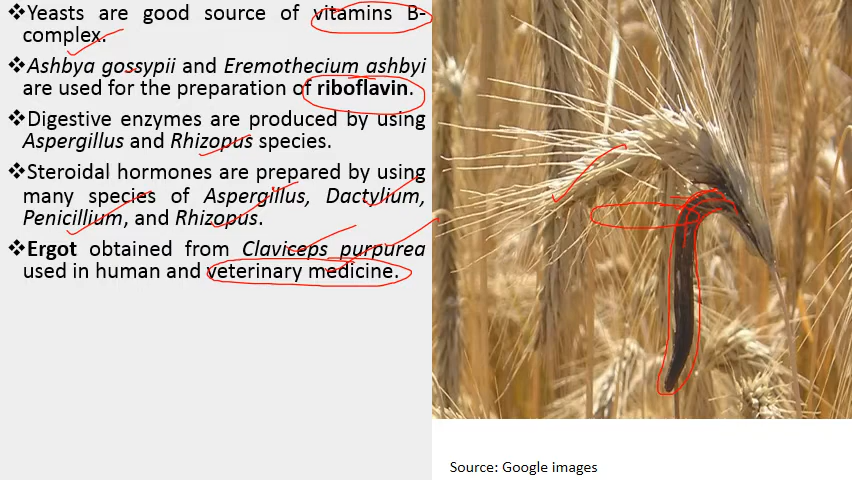 ❖Yeasts are good source of vitamins B-
complex.
❖Ashbya gossypii and Eremothecium ashbyi
are used for the preparation of riboflavin.
❖Digestive enzymes are produced by using
Aspergillus and Rhizopus species.
❖Steroidal hormones are prepared by using
many species of Aspergillus, Dactylium,
Penicillium, and Rhizopus.
❖Ergot obtained from Claviceps purpurea
used in human and veterinary medicine.
Source: Google images